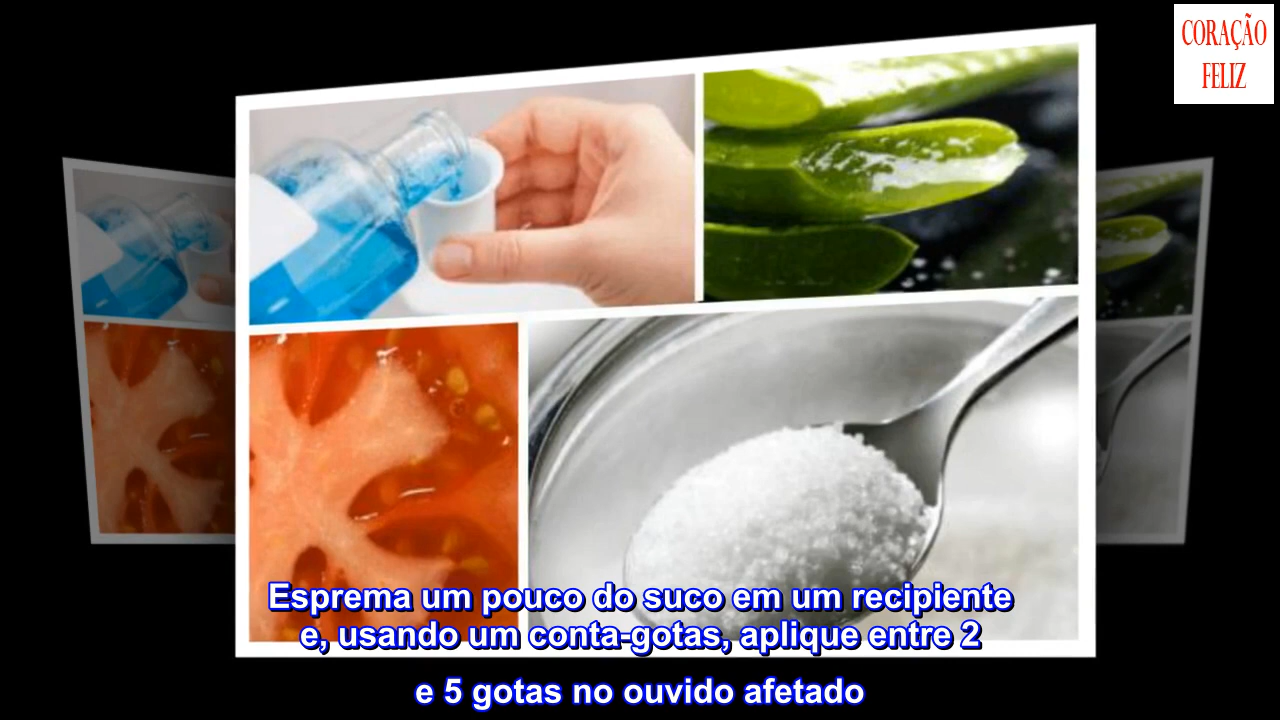 CORAÇÃO
FELIZ
Esprema um pouco do suco em um recipiente
e, usando um conta-gotas, aplique entre 2
e 5 gotas no ouvido afetado